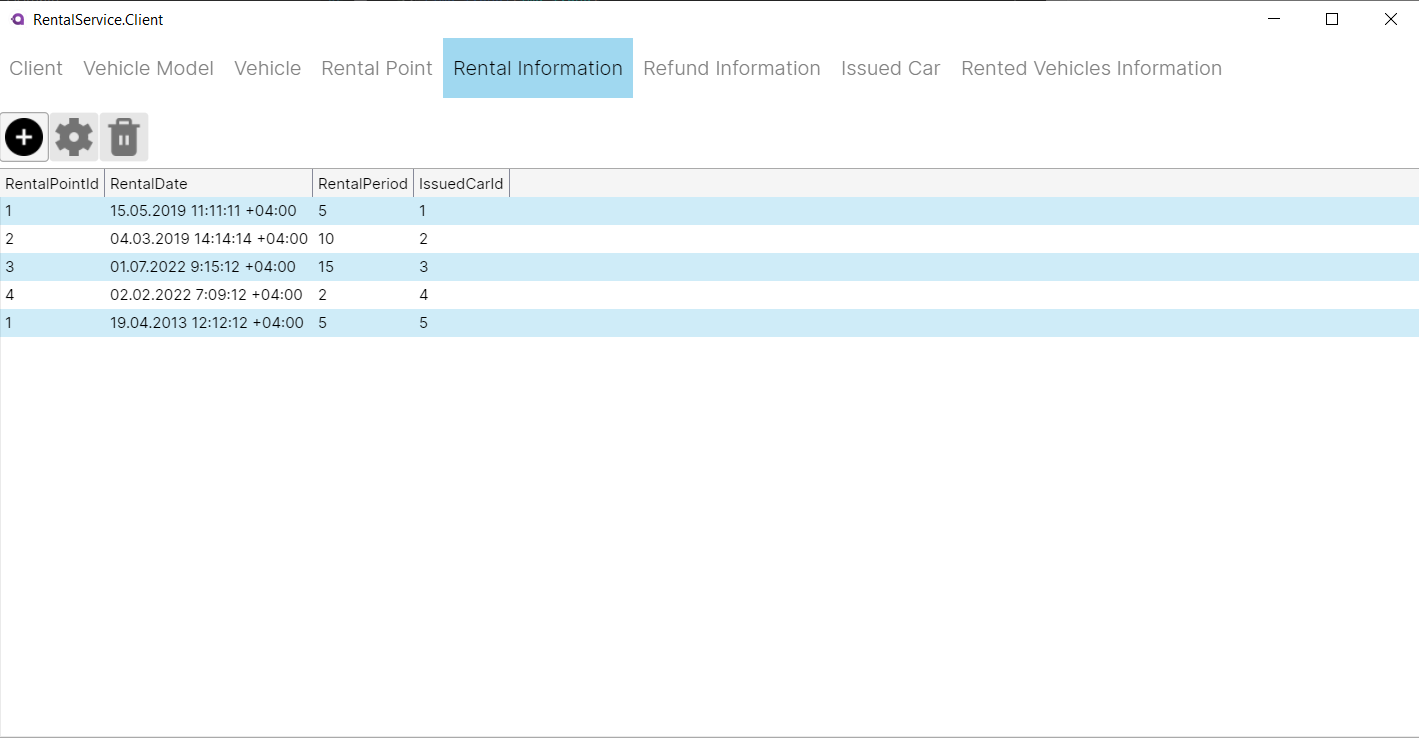 RentalService.Client
Client Vehicle Model Vehicle Rental Point Rental Information Refund Information Issued Car Rented Vehicles Information
RentalPointId RentalDate RentalPeriod IssuedCarId
1 15.05.2019 11:11:11 +04:00 5 1
2 04.03.2019 14:14:14 +04:00 10 2
3 01.07.2022 9:15:12 +04:00 15 3
4 02.02.2022 7:09:12 +04:00 2 4
1 19.04.2013 12:12:12 +04:00 5 5